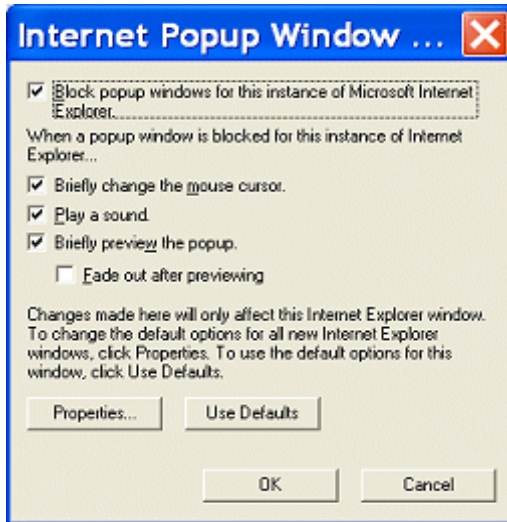 Internet Popup Window ...
Block popup windows for this instance of Microsoft Internet
Explorer.
When a popup window is blocked for this instance of Internet
Explorer...
Briefly change the mouse cursor.
Play a sound.
Briefly preview the popup.
Fade out after previewing
Changes made here will only affect this Internet Explorer window.
To change the default options for all new Internet Explorer
windows, click Properties. To use the default options for this
window, click Use Defaults.
Properties... Use Defaults
OK Cancel